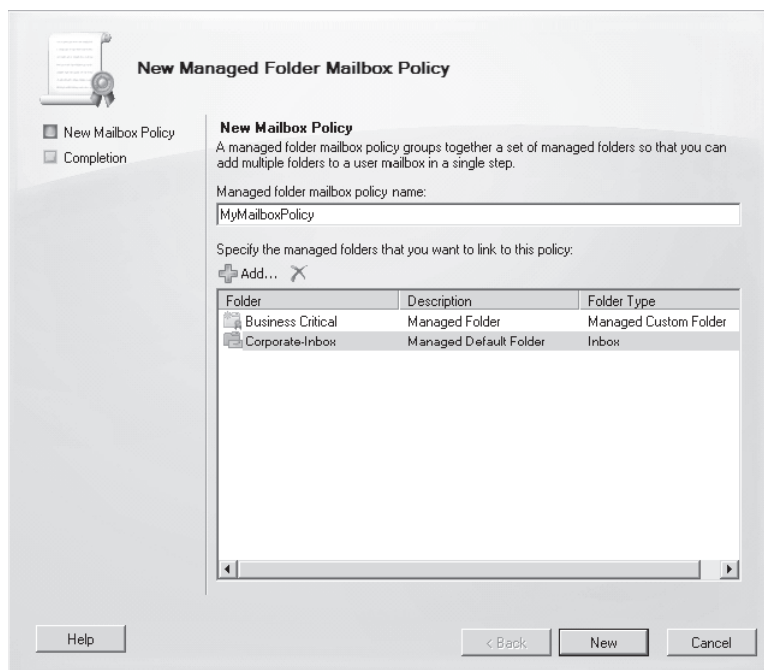 New Managed Folder Mailbox Policy
New Mailbox Policy
Completion
New Mailbox Policy
A managed folder mailbox policy groups together a set of managed folders so that you can
add multiple folders to a user mailbox in a single step.
Managed folder mailbox policy name:
MyMailboxPolicy
Specify the managed folders that you want to link to this policy:
Add...
Folder Description Folder Type
Business Critical Managed Folder Managed Custom Folder
Corporate-Inbox Managed Default Folder Inbox
Help < Back New Cancel